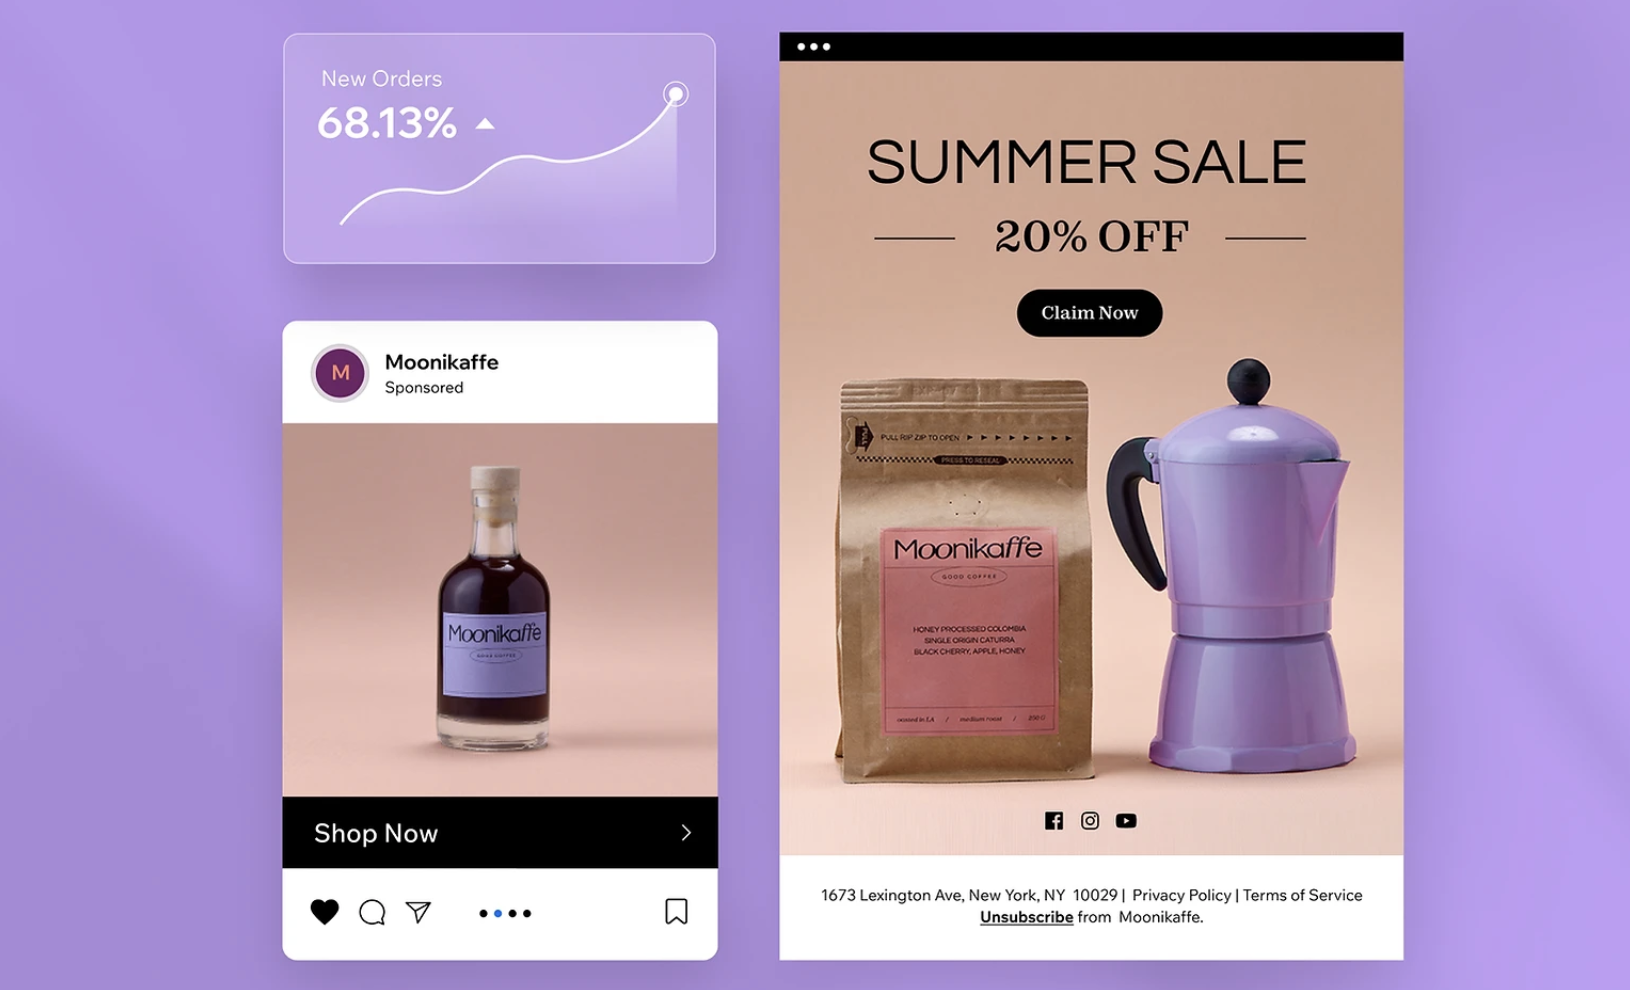 New Orders
68.13%
M
Moonikaffe
Sponsored
Moonikaffe
GOOD COFFEE
Shop Now
SUMMER SALE
20% OFF
Claim Now
PULL
PULL RIP ZIP TO OPEN
PRESS TO RESEAL
Moonikaffe
GOOD COFFEE
HONEY PROCESSED COLOMBIA
SINGLE ORIGIN CATURRA
BLACK CHERRY, APPLE, HONEY
roasted in LA / medium roast /
1673 Lexington Ave, New York, NY 10029 | Privacy Policy | Terms of Service
Unsubscribe from Moonikaffe.